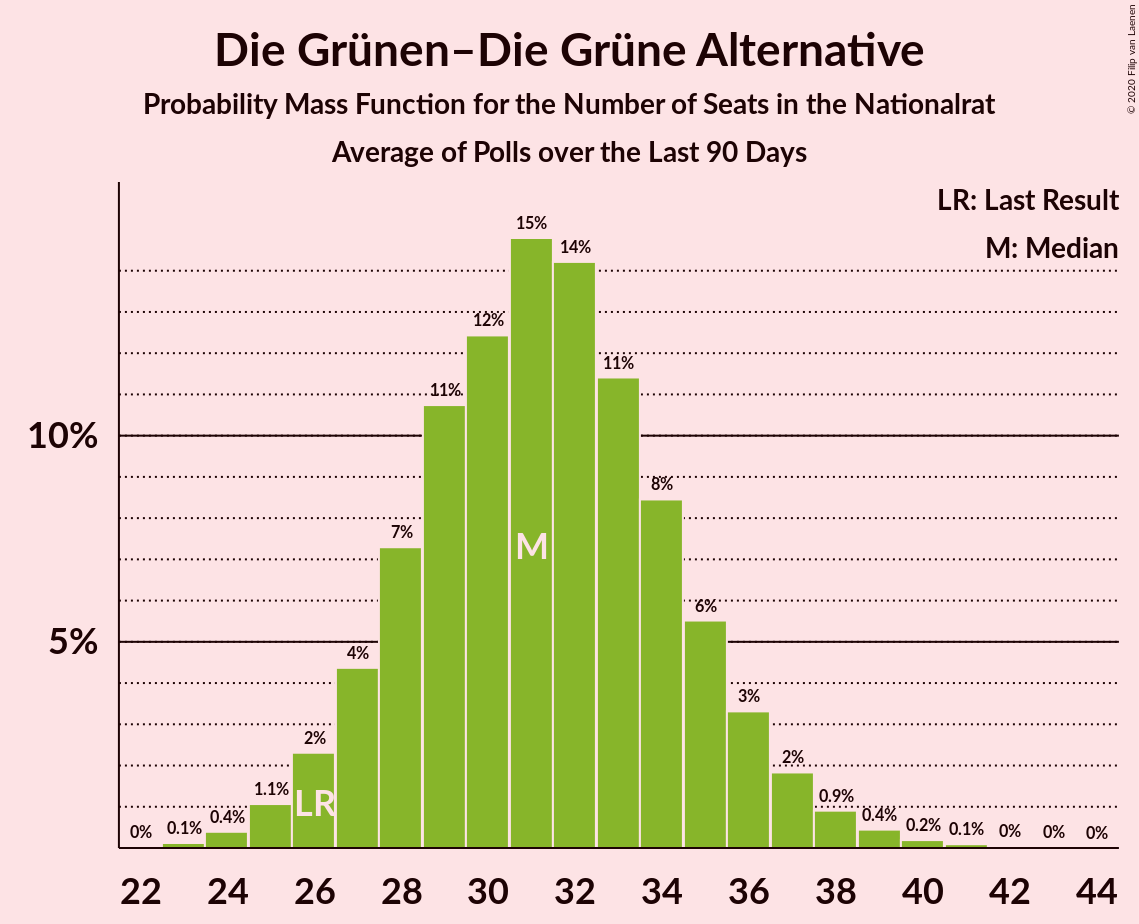 Die Grünen–Die Grüne Alternative
Probability Mass Function for the Number of Seats in the Nationalrat
Average of Polls over the Last 90 Days
© 2020 Filip van Laenen
LR: Last Result
M: Median
15%
14%
12%
11%
11%
10%
8%
7%
M
6%
5%
4%
3%
2%
2%
1.1%
LR
0.9%
0.4%
0.4%
0.2%
0.1%
0.1%
0%
0%
0%
0%
22 24 26 28 30 32 34 36 38 40 42 44